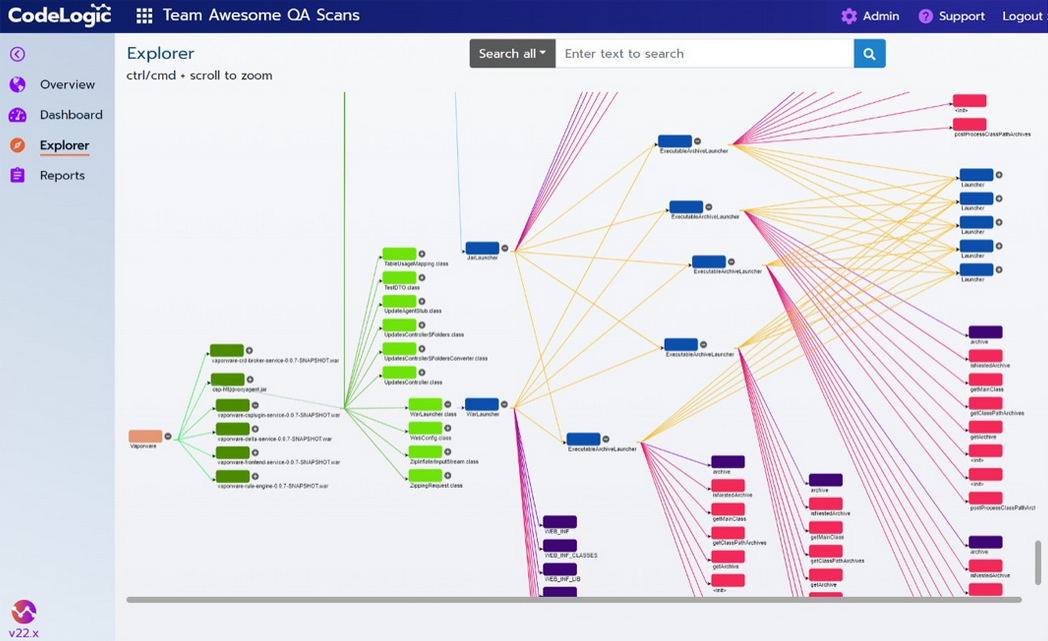 CodeLogic
Team Awesome QA Scans
Admin
Support
Logout
Overview
Dashboard
Explorer
Reports
v22.x
Explorer
ctrl/cmd + scroll to zoom
Search all
Enter text to search
<init>
postProcessClassPathArchives
ExecutableArchiveLauncher
Launcher
Launcher
ExecutableArchiveLauncher
Launcher
Launcher
JarLauncher
TableUsageMapping.class
ExecutableArchiveLauncher
Launcher
TestDTO.class
UpdateAgentStub.class
UpdatesControllerSFolders.class
archive
ExecutableArchiveLauncher
UpdatesControllerSFoldersConverter.class
vaporware-crd-broker-service-0.0.7-SNAPSHOT.war
isNestedArchive
UpdatesController.class
getMainClass
WarLauncher.class
WarLauncher
vaporware-csplugin-service-0.0.7-SNAPSHOT.war
getClassPathArchives
WebConfig.class
vaporware-delta-service-0.0.7-SNAPSHOT.war
getArchive
Vaporware
ExecutableArchiveLauncher
ZipInflaterInputStream.class
vaporware-frontend-service-0.0.7-SNAPSHOT.war
<init>
archive
ZippingRequest.class
vaporware-rule-engine-0.0.7-SNAPSHOT.war
<init>
archive
isNestedArchive
postProcessClassPathArct
isNestedArchive
getMainClass
WEB_INF
getMainClass
getClassPathArchives
archive
WEB_INF_CLASSES
getClassPathArchives
getArchive
isNestedArchive
WEB_INF_LIB
getArchive
<init>